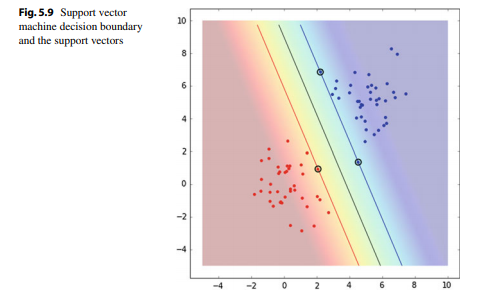 Fig. 5.9 Support vector
machine decision boundary
and the support vectors
10
8
6
4
2
0
−2
−4
−4 −2 0 2 4 6 8 10